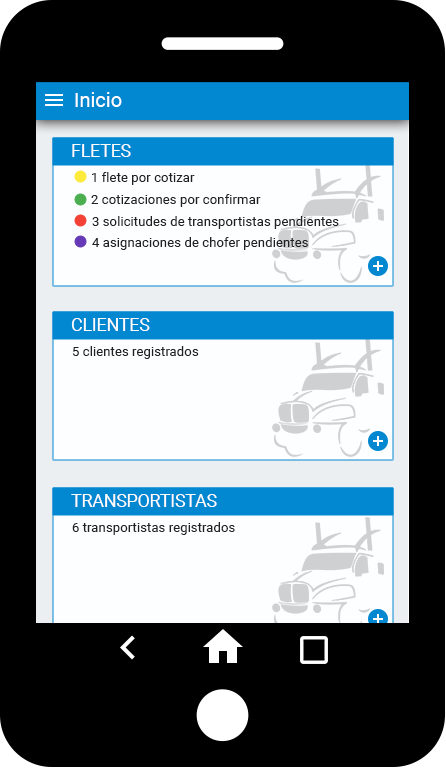 Inicio
FLETES
1 flete por cotizar
2 cotizaciones por confirmar
3 solicitudes de transportistas pendientes
4 asignaciones de chofer pendientes
CLIENTES
5 clientes registrados
TRANSPORTISTAS
6 transportistas registrados